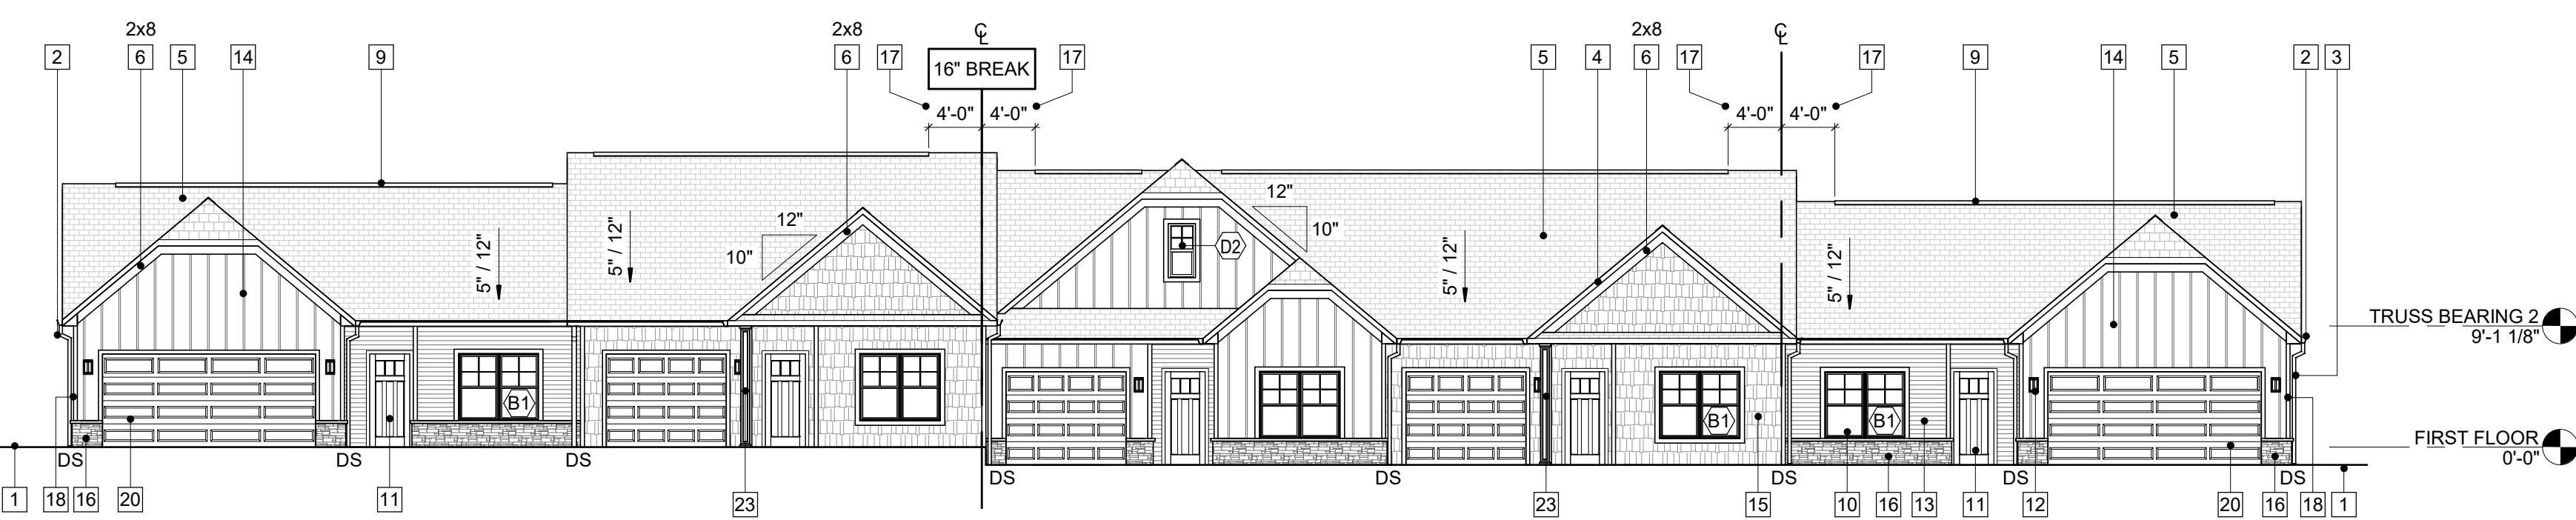 2x8
2x8
2x8
℄
℄
2
6
5
14
9
6
17
16" BREAK
17
5
4
6
17
17
9
14
5
2
3
4'-0"
4'-0"
4'-0"
4'-0"
12"
10"
12"
10"
5" / 12"
5" / 12"
5" / 12"
5" / 12"
D2
TRUSS BEARING 2
9'-1 1/8"
B1
B1
B1
FIRST FLOOR
0'-0"
DS
DS
DS
DS
DS
DS
DS
DS
1
18
16
20
11
23
23
15
10
16
13
11
12
20
16
18
1